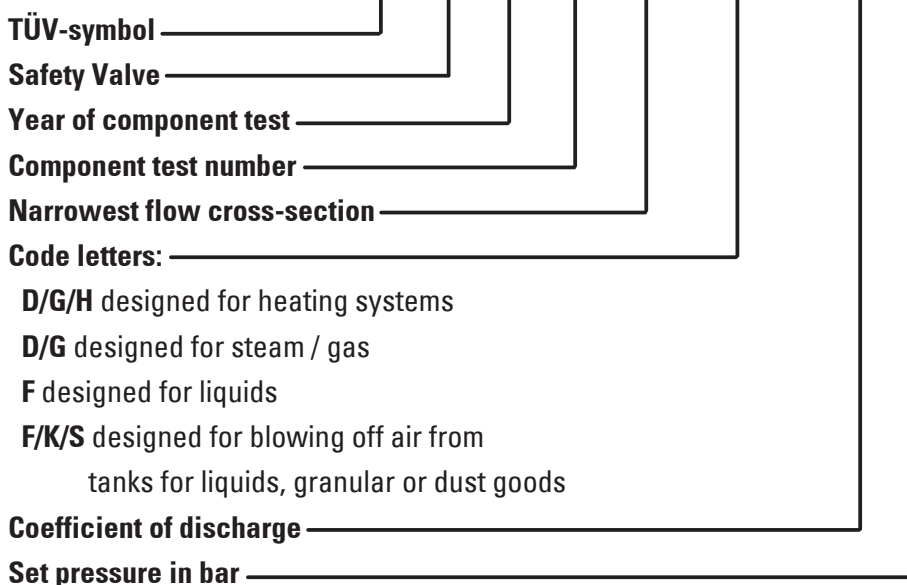 TÜV-symbol
Safety Valve
Year of component test
Component test number
Narrowest flow cross-section
Code letters:
D/G/H designed for heating systems
D/G designed for steam / gas
F designed for liquids
F/K/S designed for blowing off air from
tanks for liquids, granular or dust goods
Coefficient of discharge
Set pressure in bar